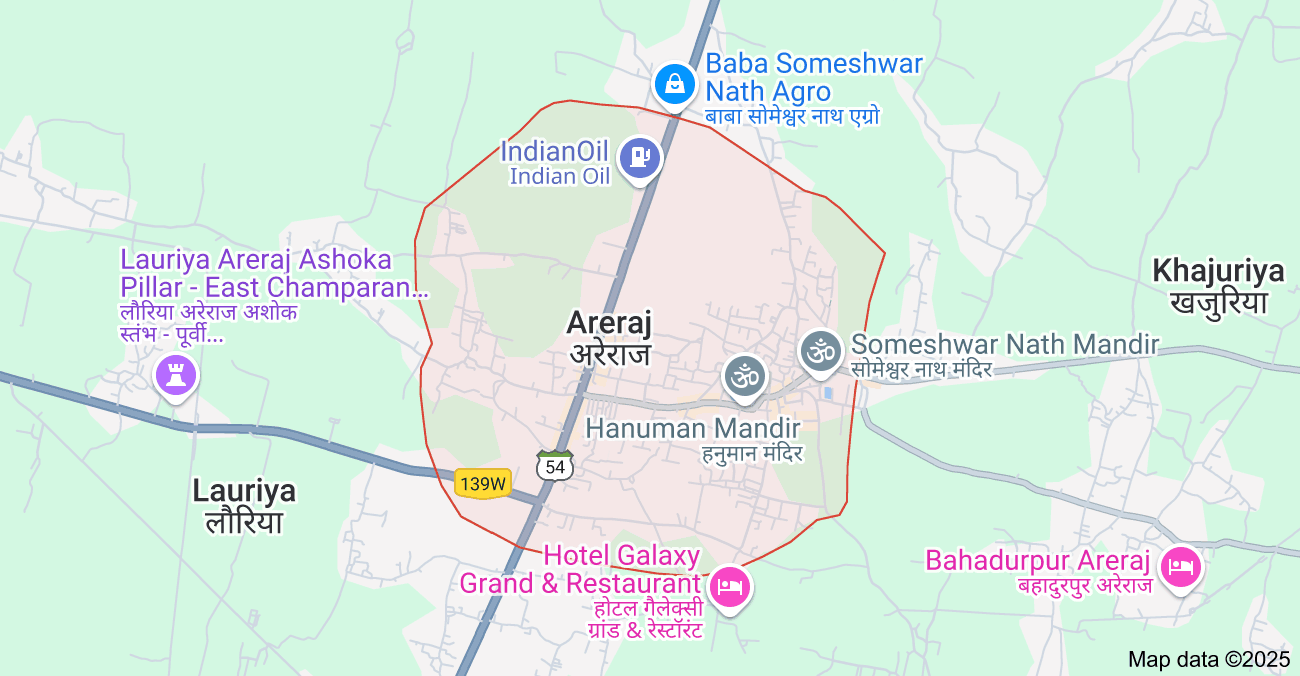 Baba Someshwar
Nath Agro
बाबा सोमेश्वर नाथ एग्रो
IndianOil
Indian Oil
Lauriya Areraj Ashoka
Pillar - East Champaran...
लौरिया अरेराज अशोक
स्तंभ - पूर्वी...
Khajuriya
खजुरिया
Areraj
अरेराज
Someshwar Nath Mandir
सोमेश्वर नाथ मंदिर
Hanuman Mandir
हनुमान मंदिर
54
139W
Lauriya
लौरिया
Hotel Galaxy
Grand & Restaurant
होटल गैलेक्सी
ग्रांड & रेस्टॉरंट
Bahadurpur Areraj
बहादुरपुर अरेराज
Map data ©2025